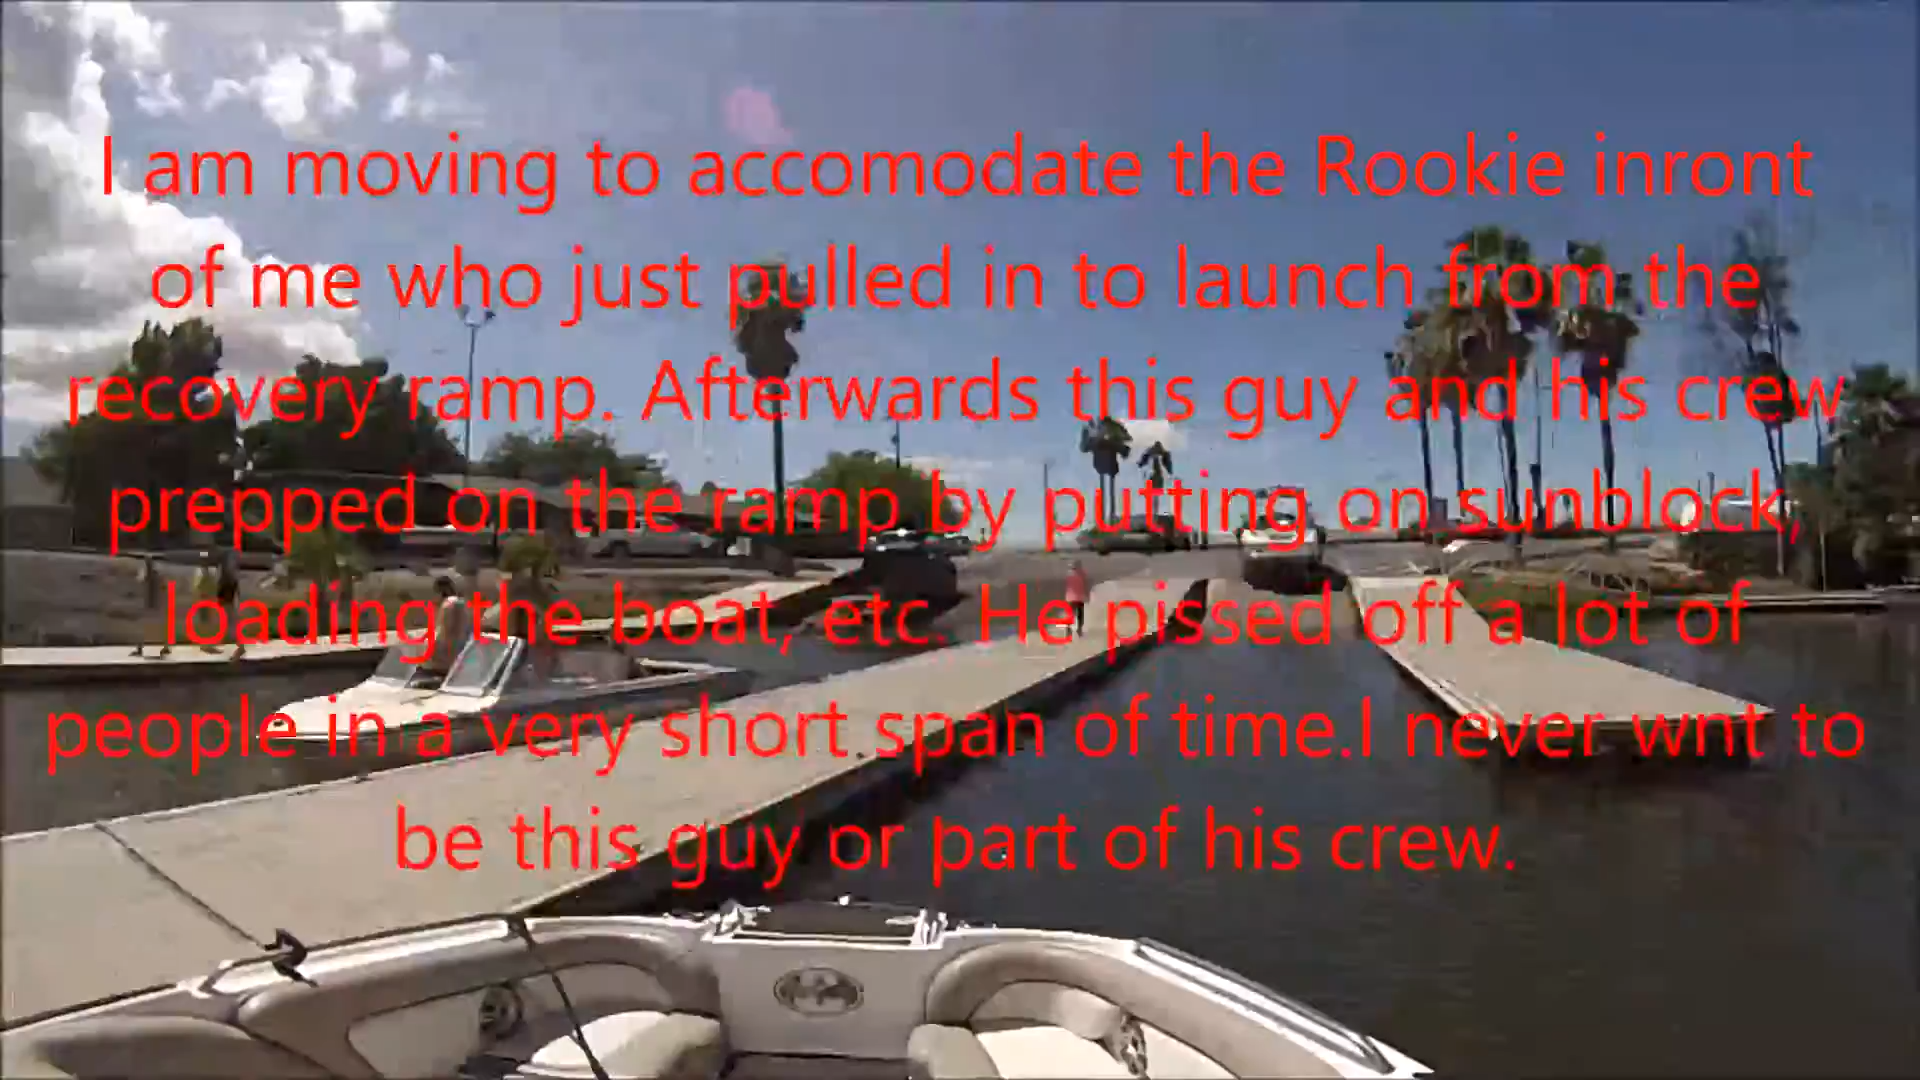 I am moving to accomodate the Rookie inront
of me who just pulled in to launch from the
recovery ramp. Afterwards this guy and his crew
prepped on the ramp by putting on sunblock,
loading the boat, etc. He pissed off a lot of
people in a very short span of time.I never wnt to
be this guy or part of his crew.